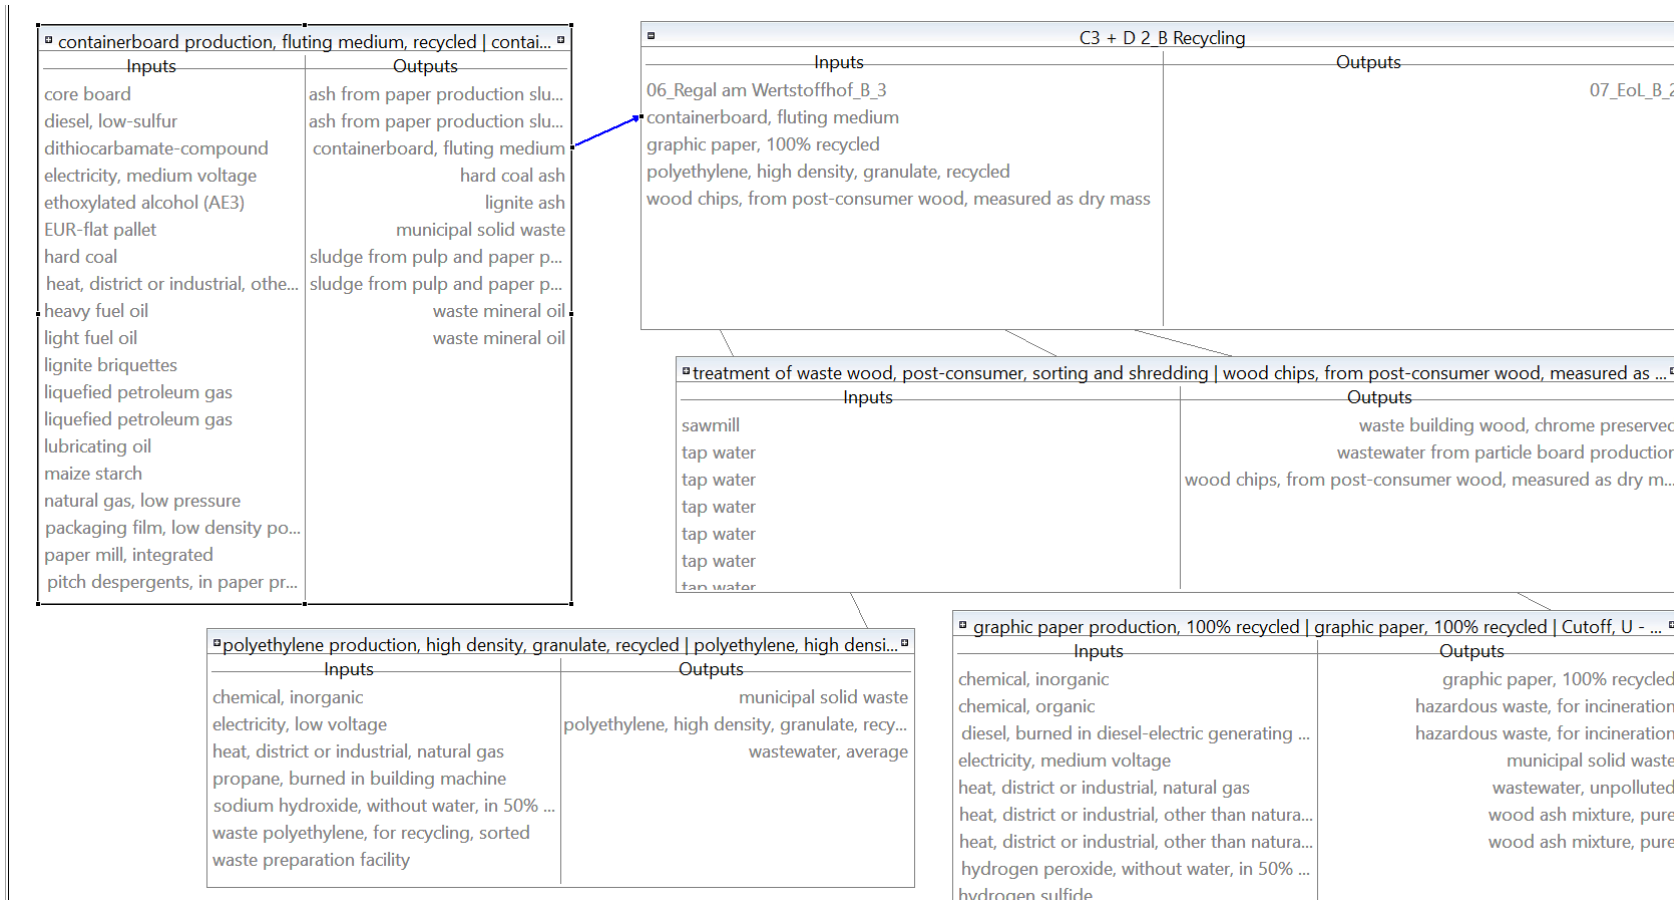 containerboard production, fluting medium, recycled | contai...
Inputs
Outputs
core board
diesel, low-sulfur
dithiocarbamate-compound
electricity, medium voltage
ethoxylated alcohol (AE3)
EUR-flat pallet
hard coal
heat, district or industrial, othe...
heavy fuel oil
light fuel oil
lignite briquettes
liquefied petroleum gas
liquefied petroleum gas
lubricating oil
maize starch
natural gas, low pressure
packaging film, low density po...
paper mill, integrated
pitch despergents, in paper pr...
ash from paper production slu...
ash from paper production slu...
containerboard, fluting medium
hard coal ash
lignite ash
municipal solid waste
sludge from pulp and paper p...
sludge from pulp and paper p...
waste mineral oil
waste mineral oil
C3 + D 2_B Recycling
Inputs
Outputs
06_Regal am Wertstoffhof_B_3
containerboard, fluting medium
graphic paper, 100% recycled
polyethylene, high density, granulate, recycled
wood chips, from post-consumer wood, measured as dry mass
07_EoL_B_2
treatment of waste wood, post-consumer, sorting and shredding | wood chips, from post-consumer wood, measured as ...
Inputs
Outputs
sawmill
tap water
tap water
tap water
tap water
tap water
tap water
waste building wood, chrome preserved
wastewater from particle board production
wood chips, from post-consumer wood, measured as dry m...
polyethylene production, high density, granulate, recycled | polyethylene, high densi...
Inputs
Outputs
chemical, inorganic
electricity, low voltage
heat, district or industrial, natural gas
propane, burned in building machine
sodium hydroxide, without water, in 50% ...
waste polyethylene, for recycling, sorted
waste preparation facility
municipal solid waste
polyethylene, high density, granulate, recy...
wastewater, average
graphic paper production, 100% recycled | graphic paper, 100% recycled | Cutoff, U - ...
Inputs
Outputs
chemical, inorganic
chemical, organic
diesel, burned in diesel-electric generating ...
electricity, medium voltage
heat, district or industrial, natural gas
heat, district or industrial, other than natura...
heat, district or industrial, other than natura...
hydrogen peroxide, without water, in 50% ...
hydrogen sulfide
graphic paper, 100% recycled
hazardous waste, for incineration
hazardous waste, for incineration
municipal solid waste
wastewater, unpolluted
wood ash mixture, pure
wood ash mixture, pure